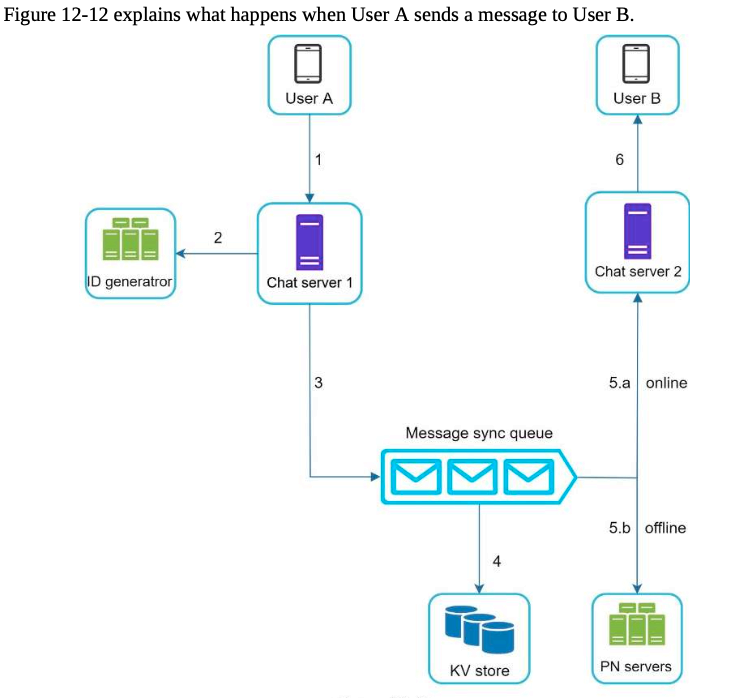 Figure 12-12 explains what happens when User A sends a message to User B.
User A
User B
1
6
2
ID generatror
Chat server 1
Chat server 2
3
5.a online
Message sync queue
5.b offline
4
KV store
PN servers